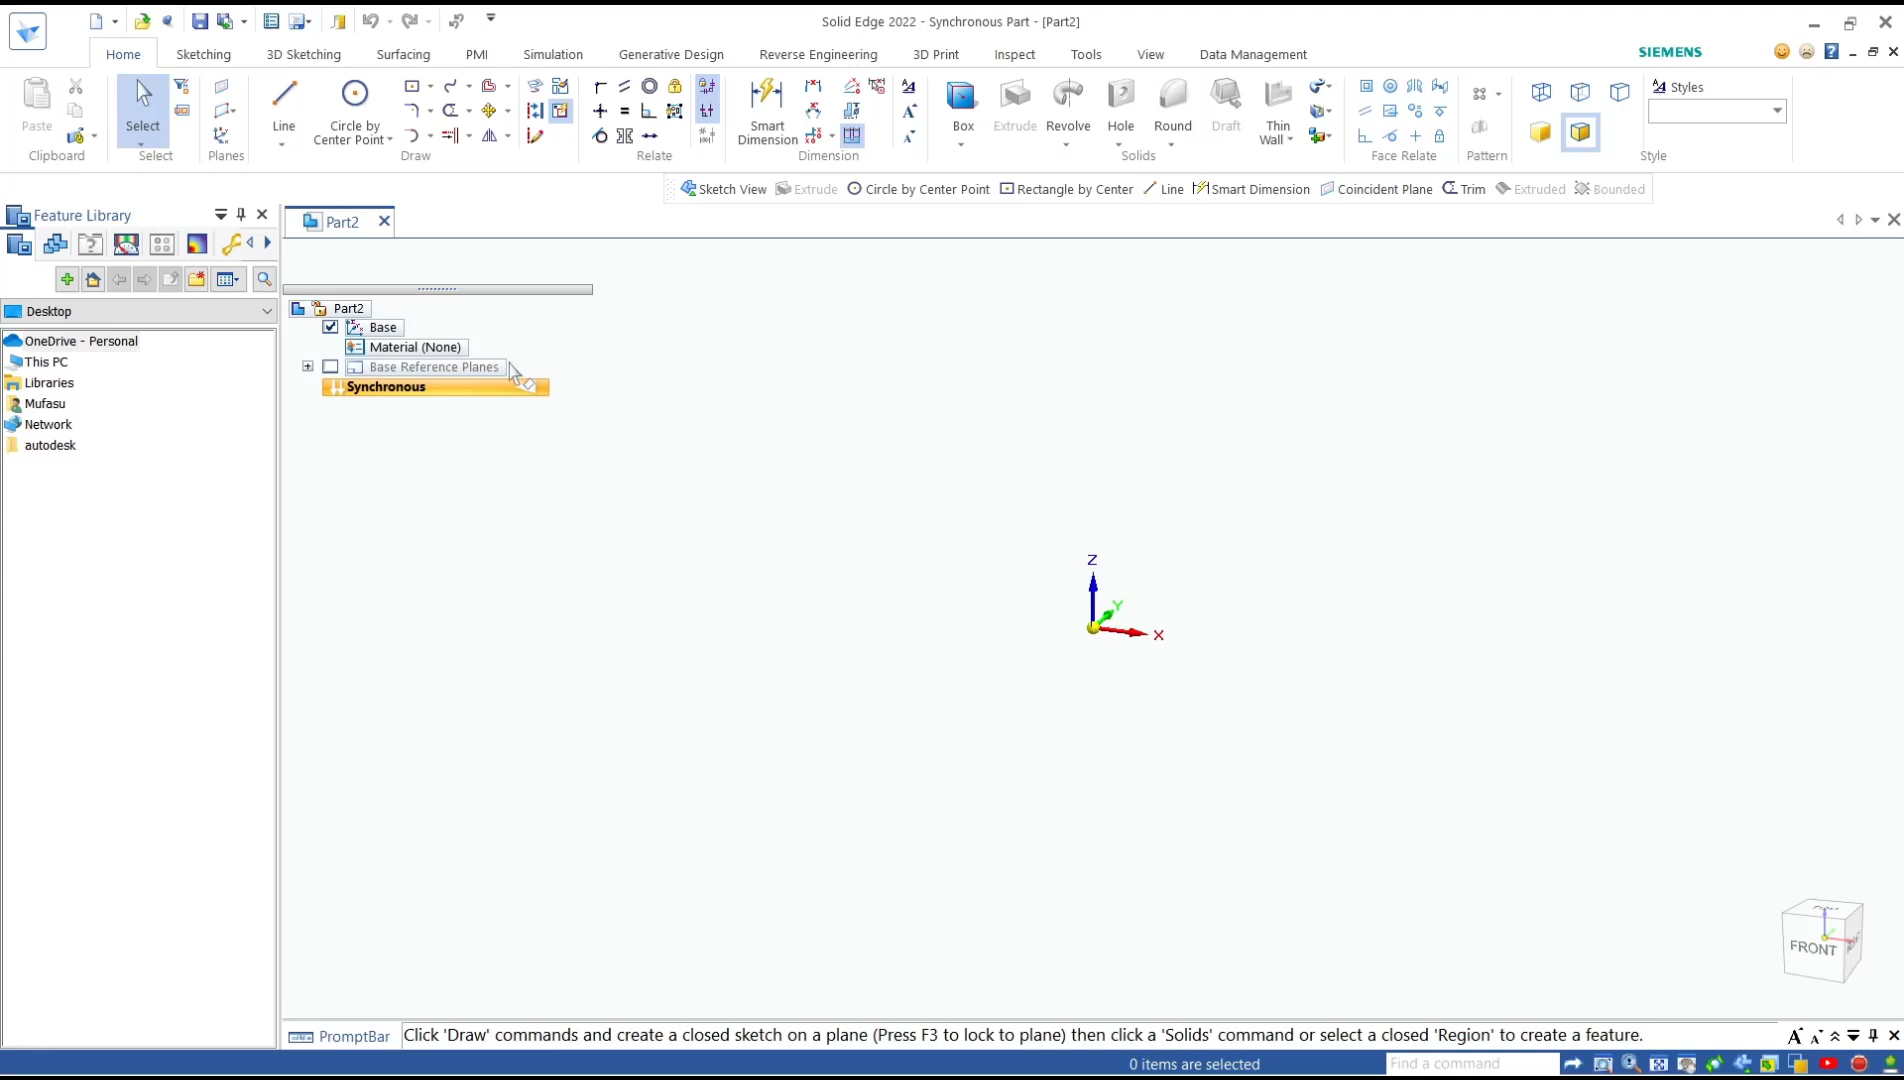 Solid Edge 2022 - Synchronous Part - [Part2]
Home Sketching 3D Sketching Surfacing PMI Simulation Generative Design Reverse Engineering 3D Print Inspect Tools View Data Management
SIEMENS
Paste
Clipboard
Select
Select
Planes
Line
Circle by
Center Point
Draw
Relate
Smart
Dimension
Dimension
Box
Extrude
Revolve
Hole
Round
Draft
Thin
Wall
Solids
Face Relate
Pattern
Styles
Style
Sketch View Extrude Circle by Center Point Rectangle by Center Line Smart Dimension Coincident Plane Trim Extruded Bounded
Feature Library
Part2
Desktop
OneDrive - Personal
This PC
Libraries
Mufasu
Network
autodesk
Part2
Base
Material (None)
Base Reference Planes
Synchronous
Z
Y
X
FRONT
PromptBar
Click 'Draw' commands and create a closed sketch on a plane (Press F3 to lock to plane) then click a 'Solids' command or select a closed 'Region' to create a feature.
0 items are selected
Find a command